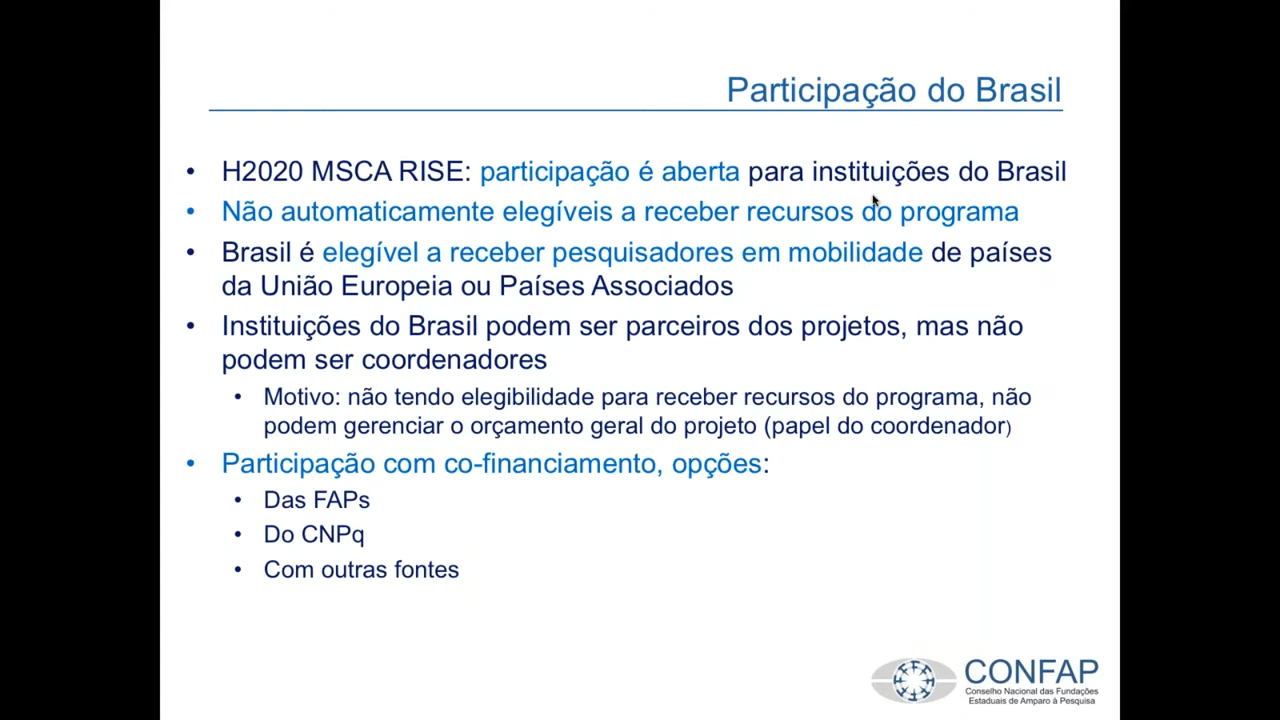 Participação do Brasil
• H2020 MSCA RISE: participação é aberta para instituições do Brasil
• Não automaticamente elegíveis a receber recursos do programa
• Brasil é elegível a receber pesquisadores em mobilidade de países
da União Europeia ou Países Associados
• Instituições do Brasil podem ser parceiros dos projetos, mas não
podem ser coordenadores
• Motivo: não tendo elegibilidade para receber recursos do programa, não
podem gerenciar o orçamento geral do projeto (papel do coordenador)
• Participação com co-financiamento, opções:
• Das FAPs
• Do CNPq
• Com outras fontes
CONFAP
Conselho Nacional das Fundações
Estaduais de Amparo à Pesquisa